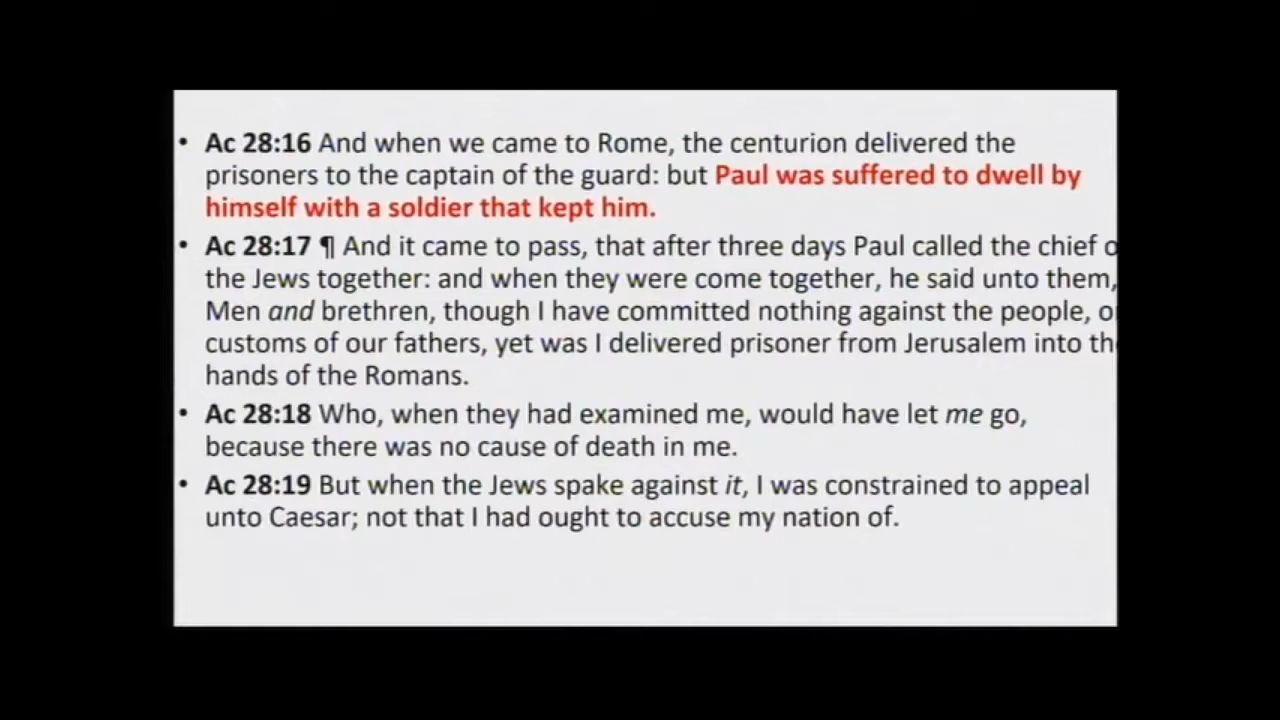 • Ac 28:16 And when we came to Rome, the centurion delivered the
prisoners to the captain of the guard: but Paul was suffered to dwell by
himself with a soldier that kept him.
• Ac 28:17 ¶ And it came to pass, that after three days Paul called the chief o
the Jews together: and when they were come together, he said unto them,
Men and brethren, though I have committed nothing against the people, o
customs of our fathers, yet was I delivered prisoner from Jerusalem into th
hands of the Romans.
• Ac 28:18 Who, when they had examined me, would have let me go,
because there was no cause of death in me.
• Ac 28:19 But when the Jews spake against it, I was constrained to appeal
unto Caesar; not that I had ought to accuse my nation of.